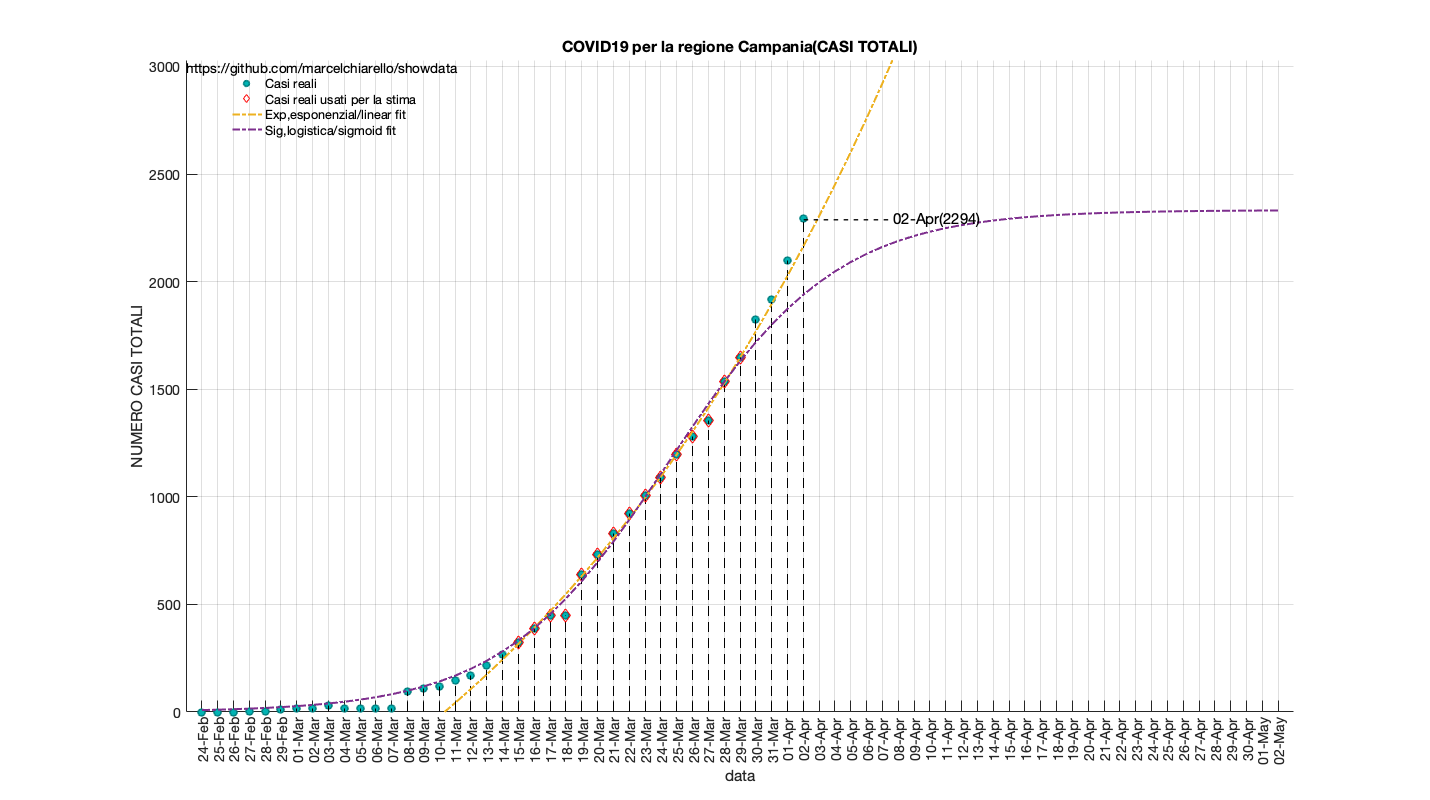 COVID19 per la regione Campania(CASI TOTALI)
https://github.com/marcelchiarello/showdata
Casi reali
Casi reali usati per la stima
Exp,esponenzial/linear fit
Sig,logistica/sigmoid fit
3000
2500
2000
1500
1000
500
0
NUMERO CASI TOTALI
02-Apr(2294)
24-Feb
25-Feb
26-Feb
27-Feb
28-Feb
29-Feb
01-Mar
02-Mar
03-Mar
04-Mar
05-Mar
06-Mar
07-Mar
08-Mar
09-Mar
10-Mar
11-Mar
12-Mar
13-Mar
14-Mar
15-Mar
16-Mar
17-Mar
18-Mar
19-Mar
20-Mar
21-Mar
22-Mar
23-Mar
24-Mar
25-Mar
26-Mar
27-Mar
28-Mar
29-Mar
30-Mar
31-Mar
01-Apr
02-Apr
03-Apr
04-Apr
05-Apr
06-Apr
07-Apr
08-Apr
09-Apr
10-Apr
11-Apr
12-Apr
13-Apr
14-Apr
15-Apr
16-Apr
17-Apr
18-Apr
19-Apr
20-Apr
21-Apr
22-Apr
23-Apr
24-Apr
25-Apr
26-Apr
27-Apr
28-Apr
29-Apr
30-Apr
01-May
02-May
data